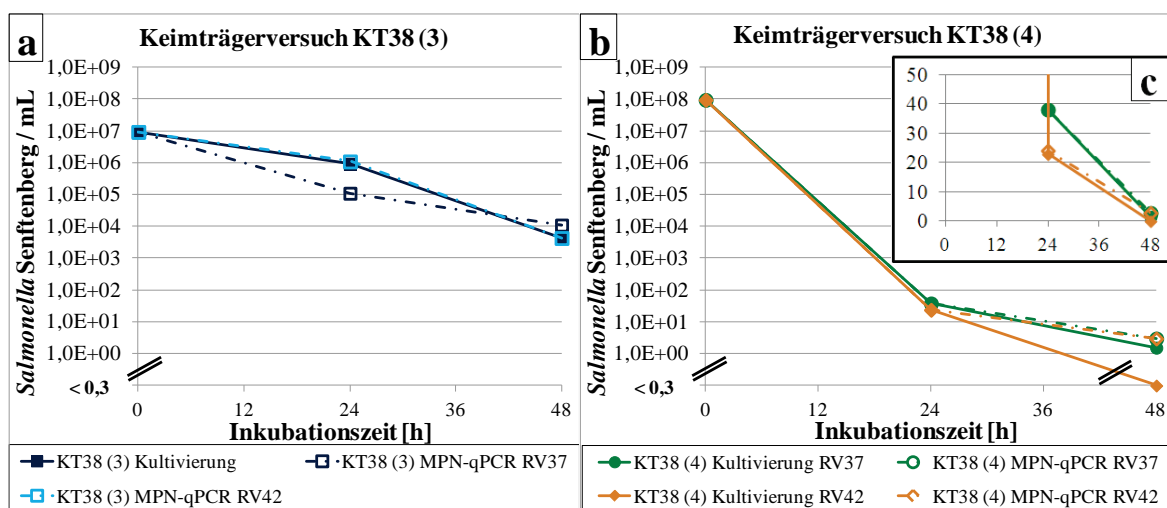 a
Keimträgerversuch KT38 (3)
Salmonella Senftenberg / mL
1,0E+09
1,0E+08
1,0E+07
1,0E+06
1,0E+05
1,0E+04
1,0E+03
1,0E+02
1,0E+01
1,0E+00
< 0,3
0 12 24 36 48
Inkubationszeit [h]
KT38 (3) Kultivierung
KT38 (3) MPN-qPCR RV37
KT38 (3) MPN-qPCR RV42
b
Keimträgerversuch KT38 (4)
Salmonella Senftenberg / mL
1,0E+09
1,0E+08
1,0E+07
1,0E+06
1,0E+05
1,0E+04
1,0E+03
1,0E+02
1,0E+01
1,0E+00
< 0,3
0 12 24 36 48
Inkubationszeit [h]
c
50
40
30
20
10
0
0 12 24 36 48
KT38 (4) Kultivierung RV37
KT38 (4) MPN-qPCR RV37
KT38 (4) Kultivierung RV42
KT38 (4) MPN-qPCR RV42